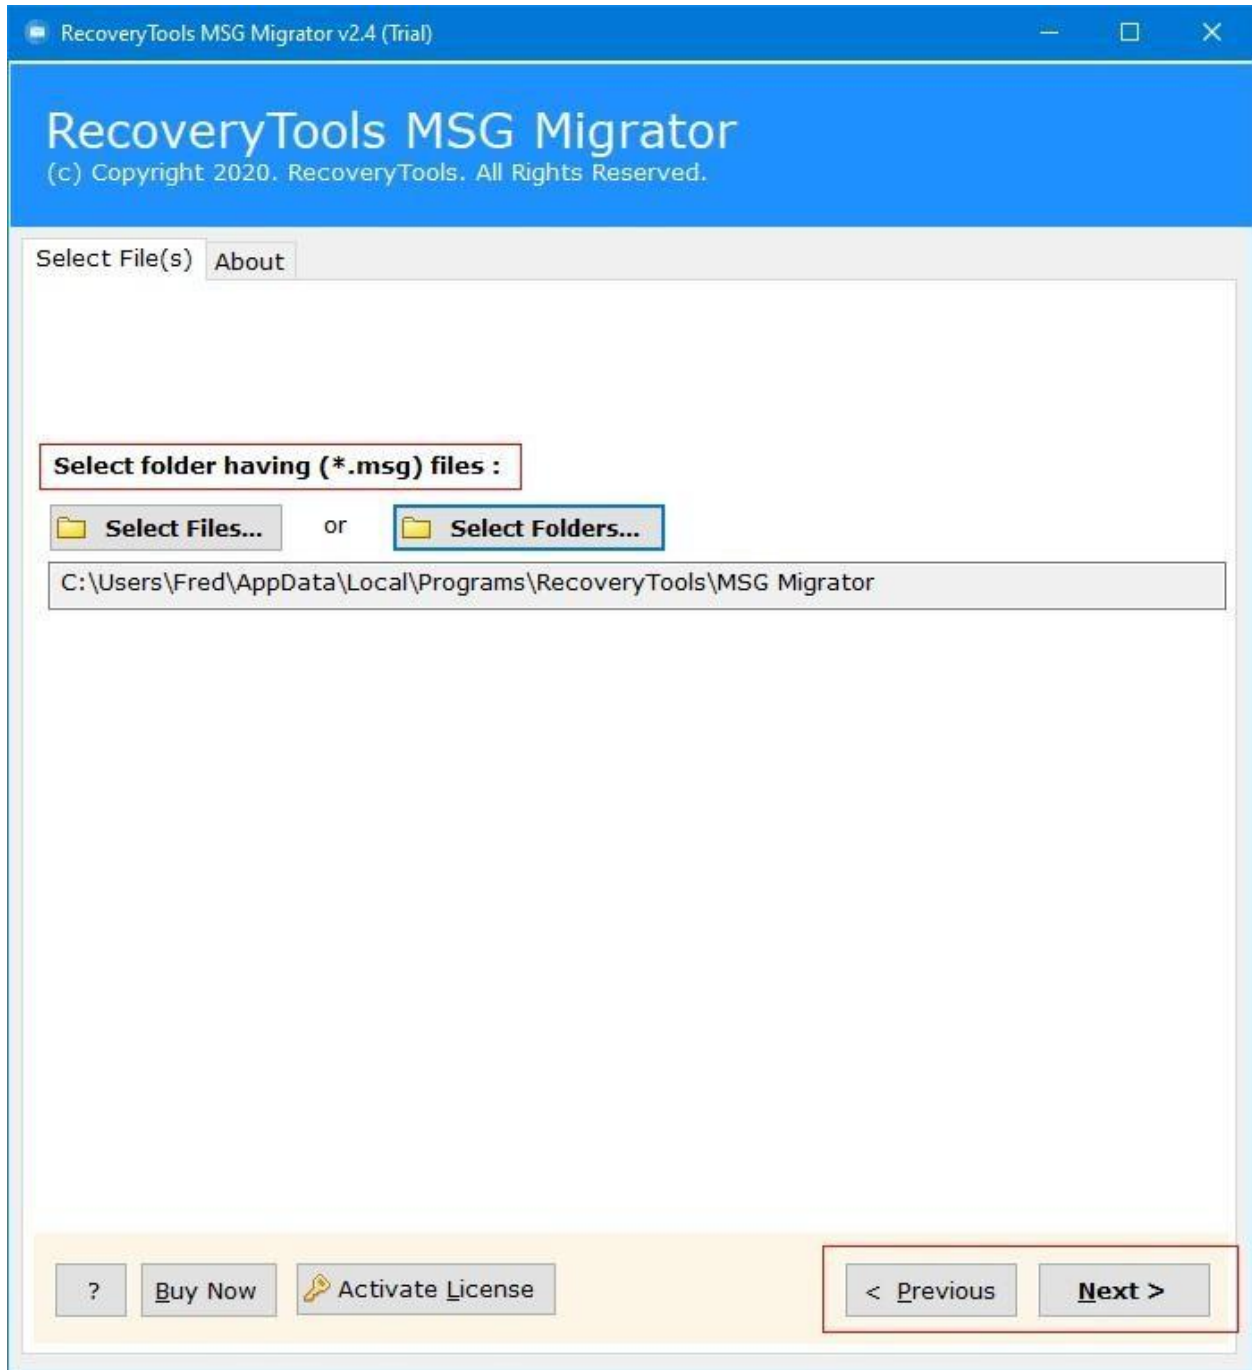 RecoveryTools MSG Migrator v2.4 (Trial)
RecoveryTools MSG Migrator
(c) Copyright 2020. RecoveryTools. All Rights Reserved.
Select File(s) About
Select folder having (*.msg) files :
Select Files... or Select Folders...
C:\Users\Fred\AppData\Local\Programs\RecoveryTools\MSG Migrator
? Buy Now Activate License < Previous Next >